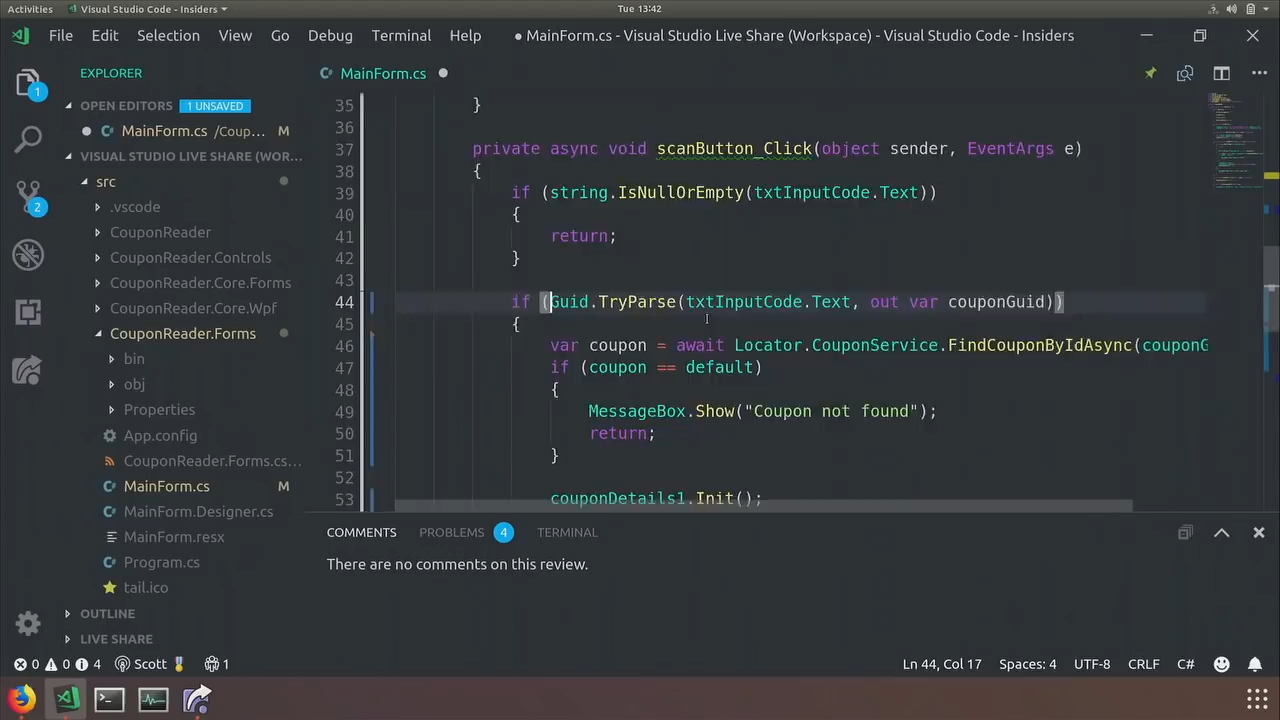 Activities Visual Studio Code - Insiders Tue 13:42
File Edit Selection View Go Debug Terminal Help ● MainForm.cs - Visual Studio Live Share (Workspace) - Visual Studio Code - Insiders
EXPLORER
OPEN EDITORS 1 UNSAVED
MainForm.cs /Coup... M
VISUAL STUDIO LIVE SHARE (WOR...
src
.vscode
CouponReader
CouponReader.Controls
CouponReader.Core.Forms
CouponReader.Core.Wpf
CouponReader.Forms
bin
obj
Properties
App.config
CouponReader.Forms.cs...
MainForm.cs M
MainForm.Designer.cs
MainForm.resx
Program.cs
tail.ico
OUTLINE
LIVE SHARE
1
2
MainForm.cs
35 }
36
37 private async void scanButton_Click(object sender, EventArgs e)
38 {
39 if (string.IsNullOrEmpty(txtInputCode.Text))
40 {
41 return;
42 }
43
44 if (Guid.TryParse(txtInputCode.Text, out var couponGuid))
45 {
46 var coupon = await Locator.CouponService.FindCouponByIdAsync(couponG
47 if (coupon == default)
48 {
49 MessageBox.Show("Coupon not found");
50 return;
51 }
52
53 couponDetails1.Init();
COMMENTS PROBLEMS 4 TERMINAL
There are no comments on this review.
0 0 4 Scott 1 Ln 44, Col 17 Spaces: 4 UTF-8 CRLF C#